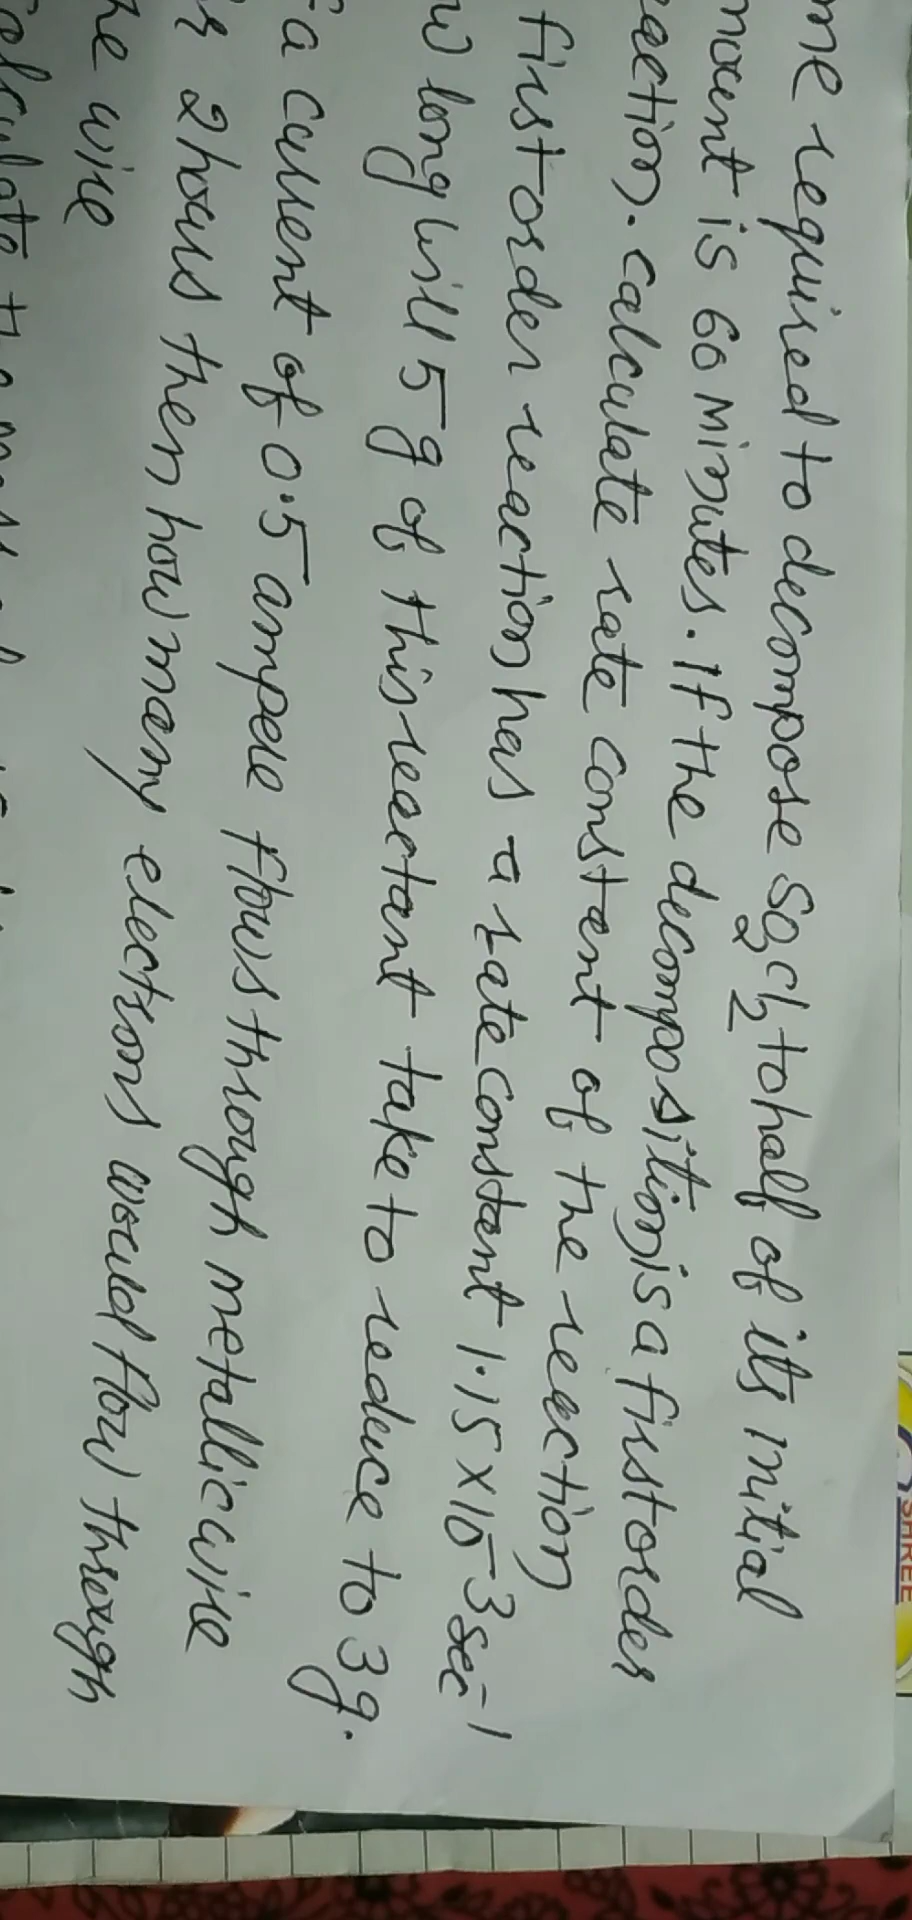 me required to decompose SO2Cl2 to half of its initial
mount is 60 Minutes. If the decomposition is a first order
eaction. calculate rate constant of the reaction
first order reaction has a rate constant 1.15 x 10-3 sec-1
w long will 5 g of this reactant take to reduce to 3 g.
f a current of 0.5 ampere flows through metallic wire
r 2 hours then how many electrons would flow through
he wire
SHREE